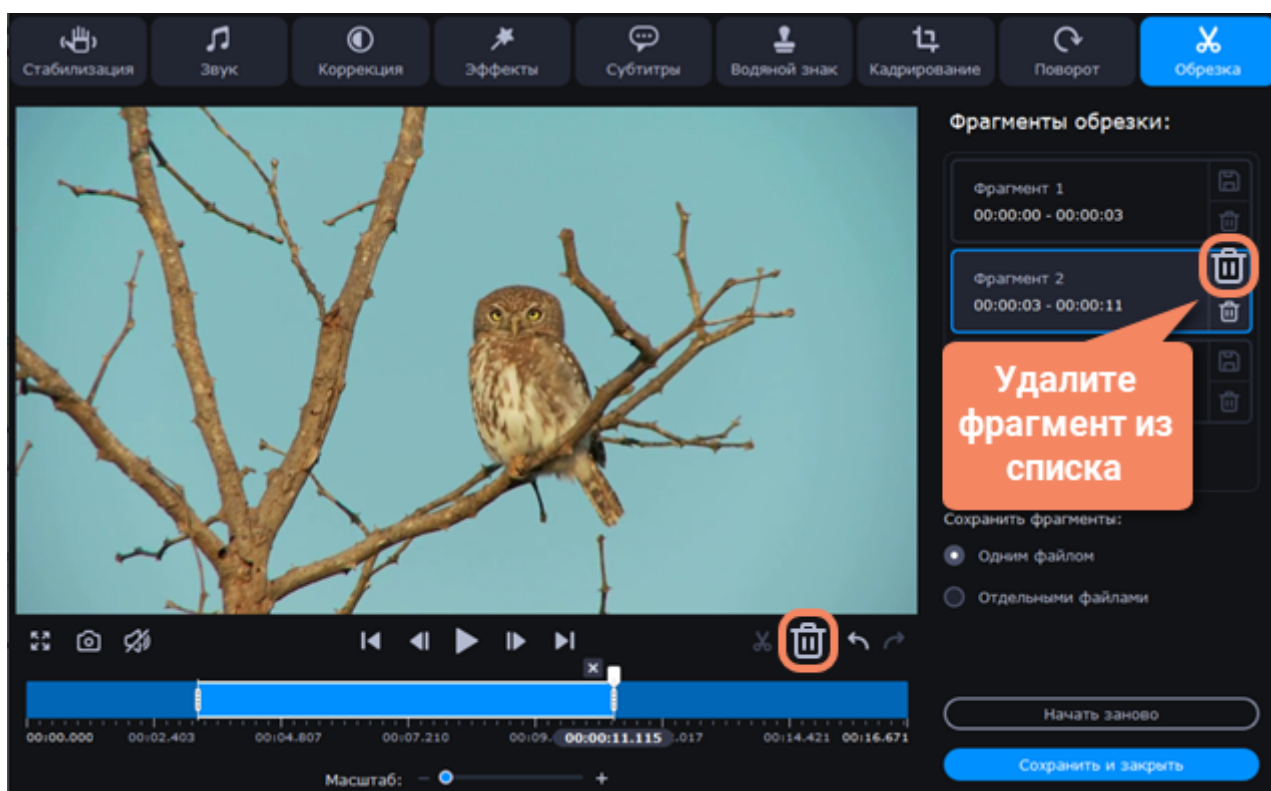 Стабилизация
Звук
Коррекция
Эффекты
Субтитры
Водяной знак
Кадрирование
Поворот
Обрезка
Фрагменты обрезки:
Фрагмент 1
00:00:00 - 00:00:03
Фрагмент 2
00:00:03 - 00:00:11
Удалите
фрагмент из
списка
Сохранить фрагменты:
Одним файлом
Отдельными файлами
00:00.000 00:02.403 00:04.807 00:07.210 00:09. 00:00:11.115 .017 00:14.421 00:16.671
Масштаб:
Начать заново
Сохранить и закрыть